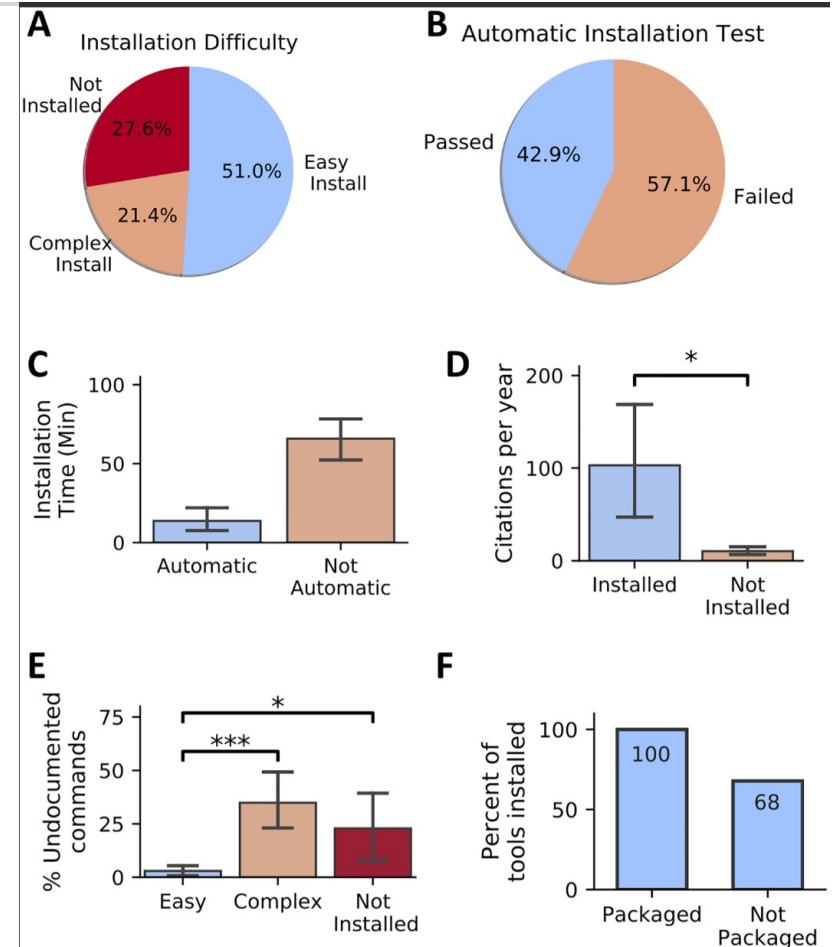 A
Installation Difficulty
Not
Installed
27.6%
51.0%
Easy
Install
21.4%
Complex
Install
B
Automatic Installation Test
Passed
42.9%
57.1%
Failed
C
Installation
Time (Min)
100
50
0
Automatic
Not
Automatic
D
Citations per year
200
100
0
*
Installed
Not
Installed
E
% Undocumented
commands
75
50
25
0
*
***
Easy
Complex
Not
Installed
F
Percent of
tools installed
100
50
0
100
68
Packaged
Not
Packaged